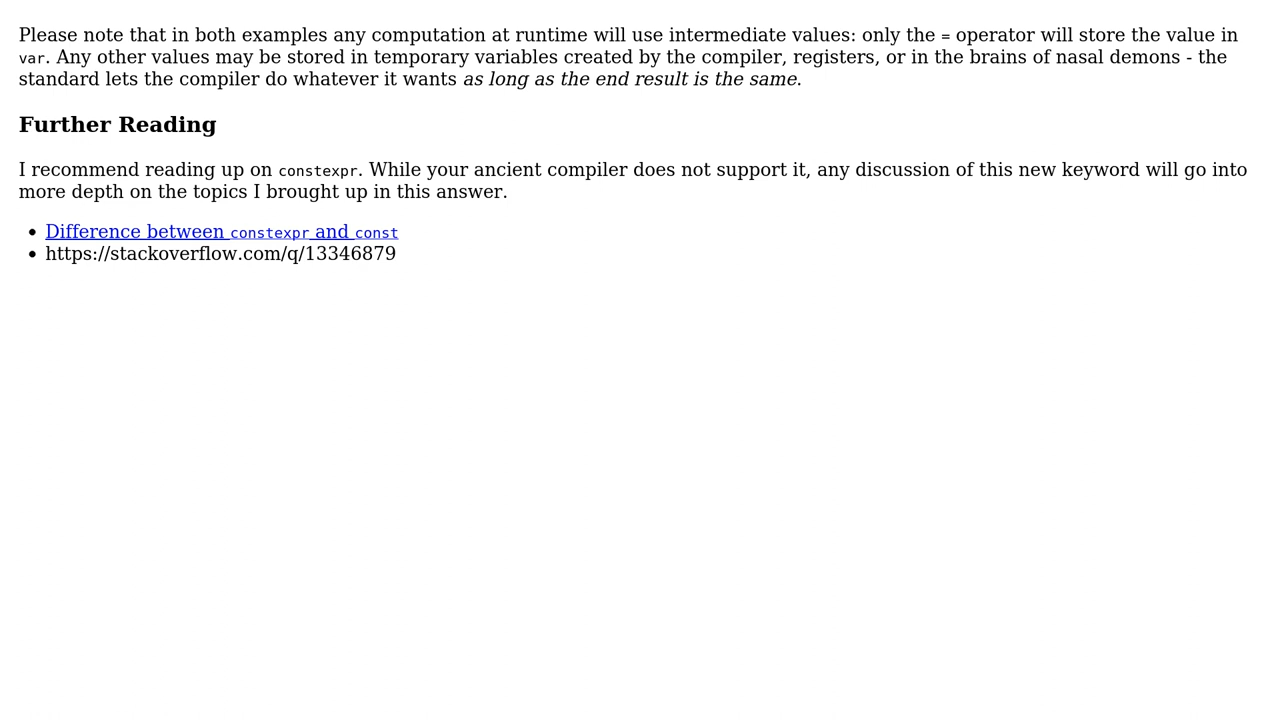 Please note that in both examples any computation at runtime will use intermediate values: only the = operator will store the value in
var. Any other values may be stored in temporary variables created by the compiler, registers, or in the brains of nasal demons - the
standard lets the compiler do whatever it wants as long as the end result is the same.
Further Reading
I recommend reading up on constexpr. While your ancient compiler does not support it, any discussion of this new keyword will go into
more depth on the topics I brought up in this answer.
• Difference between constexpr and const
• https://stackoverflow.com/q/13346879